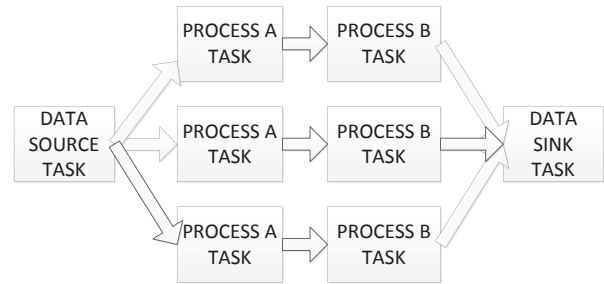 PROCESS A
TASK
PROCESS B
TASK
DATA
SOURCE
TASK
PROCESS A
TASK
PROCESS B
TASK
DATA
SINK
TASK
PROCESS A
TASK
PROCESS B
TASK